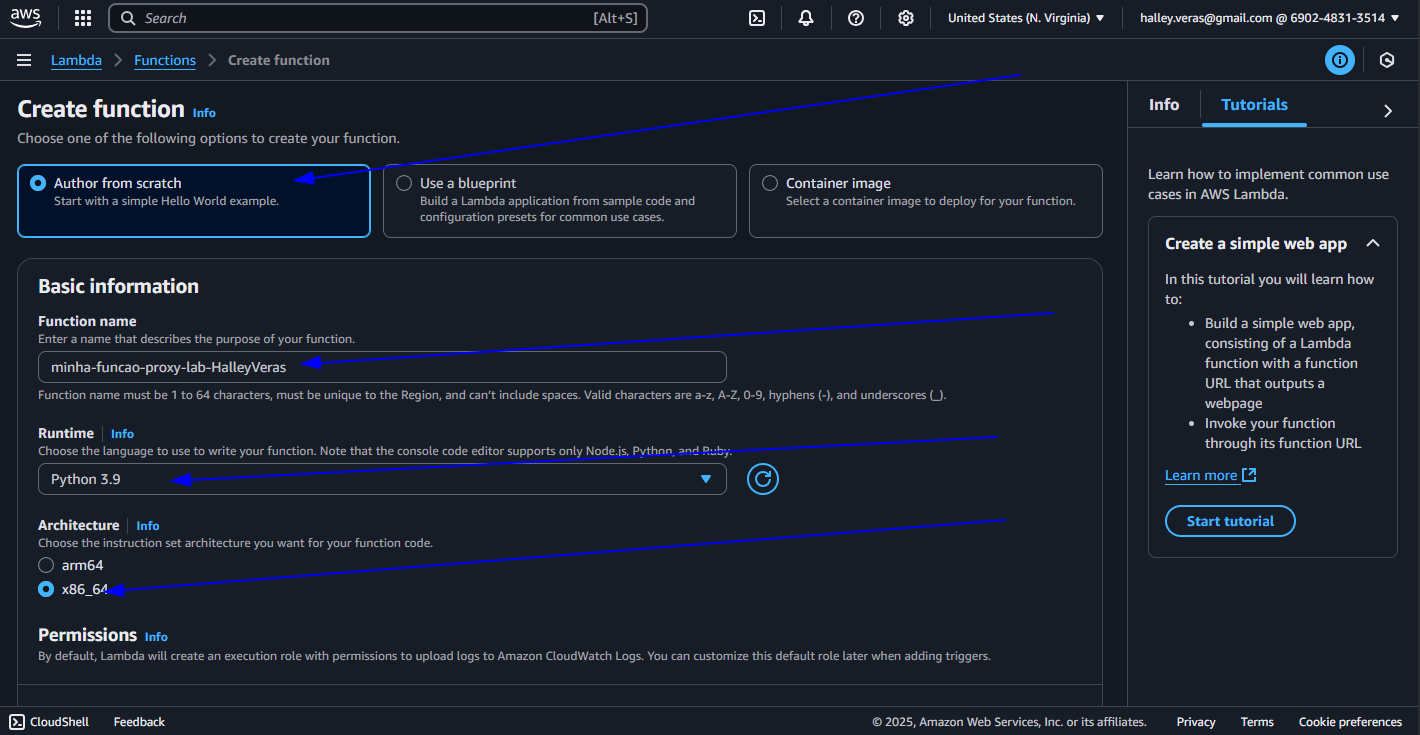 aws
Search [Alt+S]
United States (N. Virginia)
halley.veras@gmail.com @ 6902-4831-3514
Lambda
Functions
Create function
Create function Info
Choose one of the following options to create your function.
Author from scratch
Start with a simple Hello World example.
Use a blueprint
Build a Lambda application from sample code and
configuration presets for common use cases.
Container image
Select a container image to deploy for your function.
Basic information
Function name
Enter a name that describes the purpose of your function.
minha-funcao-proxy-lab-HalleyVeras
Function name must be 1 to 64 characters, must be unique to the Region, and can't include spaces. Valid characters are a-z, A-Z, 0-9, hyphens (-), and underscores (_).
Runtime Info
Choose the language to use to write your function. Note that the console code editor supports only Node.js, Python, and Ruby.
Python 3.9
Architecture Info
Choose the instruction set architecture you want for your function code.
arm64
x86_64
Permissions Info
By default, Lambda will create an execution role with permissions to upload logs to Amazon CloudWatch Logs. You can customize this default role later when adding triggers.
Info
Tutorials
Learn how to implement common use
cases in AWS Lambda.
Create a simple web app
In this tutorial you will learn how
to:
• Build a simple web app,
consisting of a Lambda
function with a function
URL that outputs a
webpage
• Invoke your function
through its function URL
Learn more
Start tutorial
CloudShell
Feedback
© 2025, Amazon Web Services, Inc. or its affiliates.
Privacy
Terms
Cookie preferences